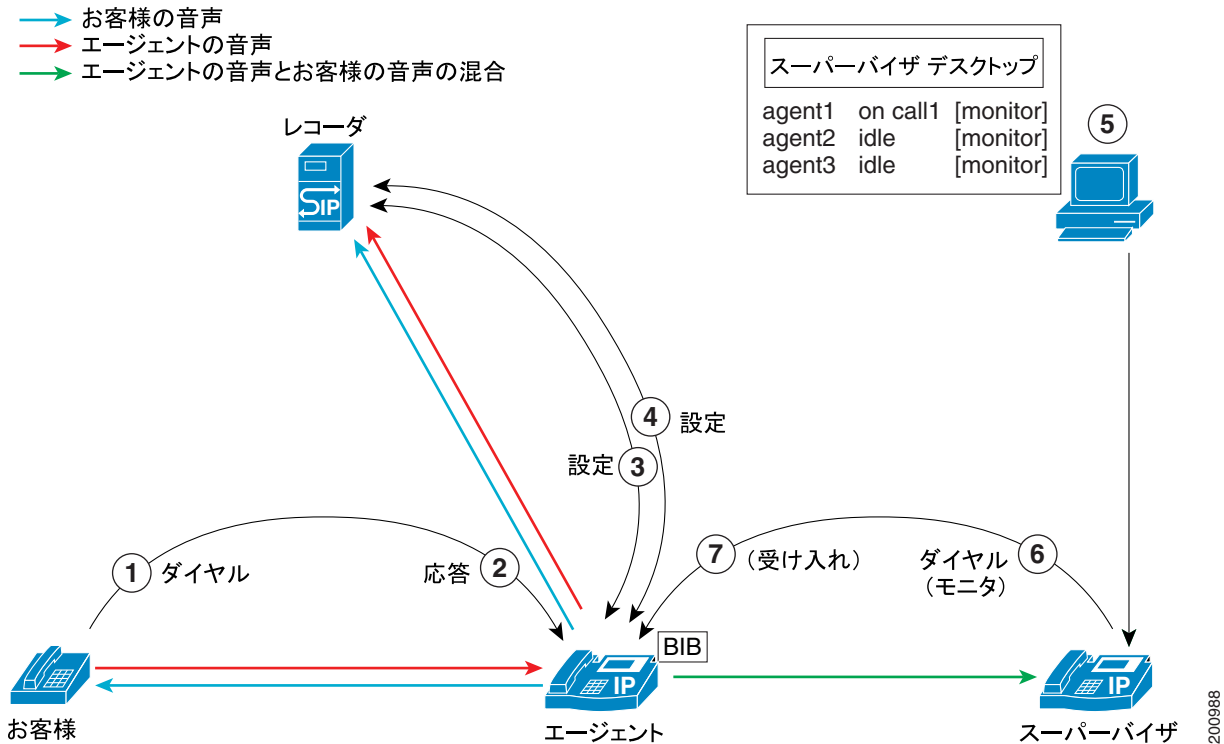 お客様の音声
エージェントの音声
エージェントの音声とお客様の音声の混合
スーパーバイザ デスクトップ
agent1 on call1 [monitor]
agent2 idle [monitor]
agent3 idle [monitor]
5
レコーダ
SIP
4 設定
設定 3
1 ダイヤル
応答 2
7 (受け入れ)
ダイヤル 6
(モニタ)
BIB
IP
IP
お客様
エージェント
スーパーバイザ
200988